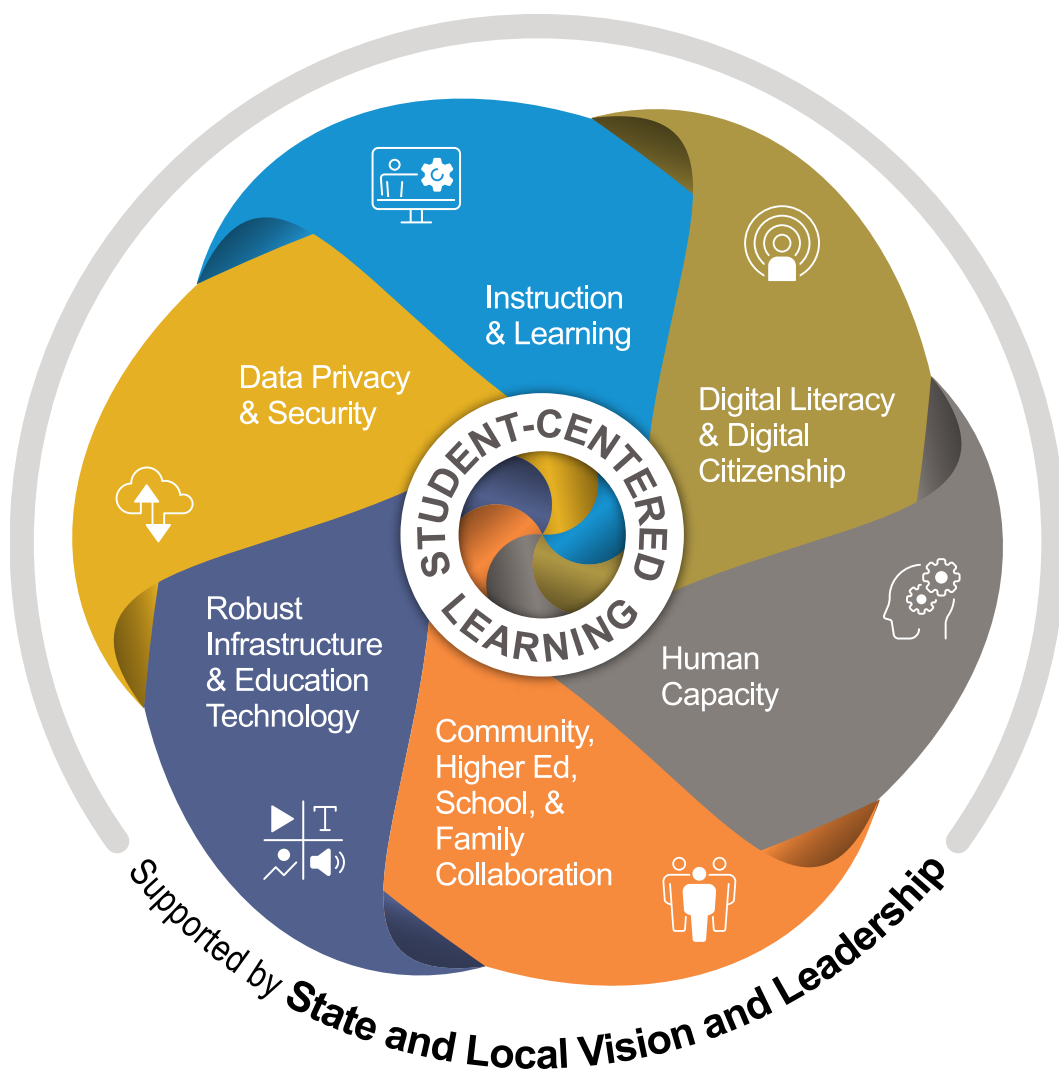 Instruction
& Learning
Digital Literacy
& Digital
Citizenship
Human
Capacity
Community,
Higher Ed,
School, &
Family
Collaboration
Robust
Infrastructure
& Education
Technology
Data Privacy
& Security
STUDENT-CENTERED
LEARNING
T
Supported by State and Local Vision and Leadership